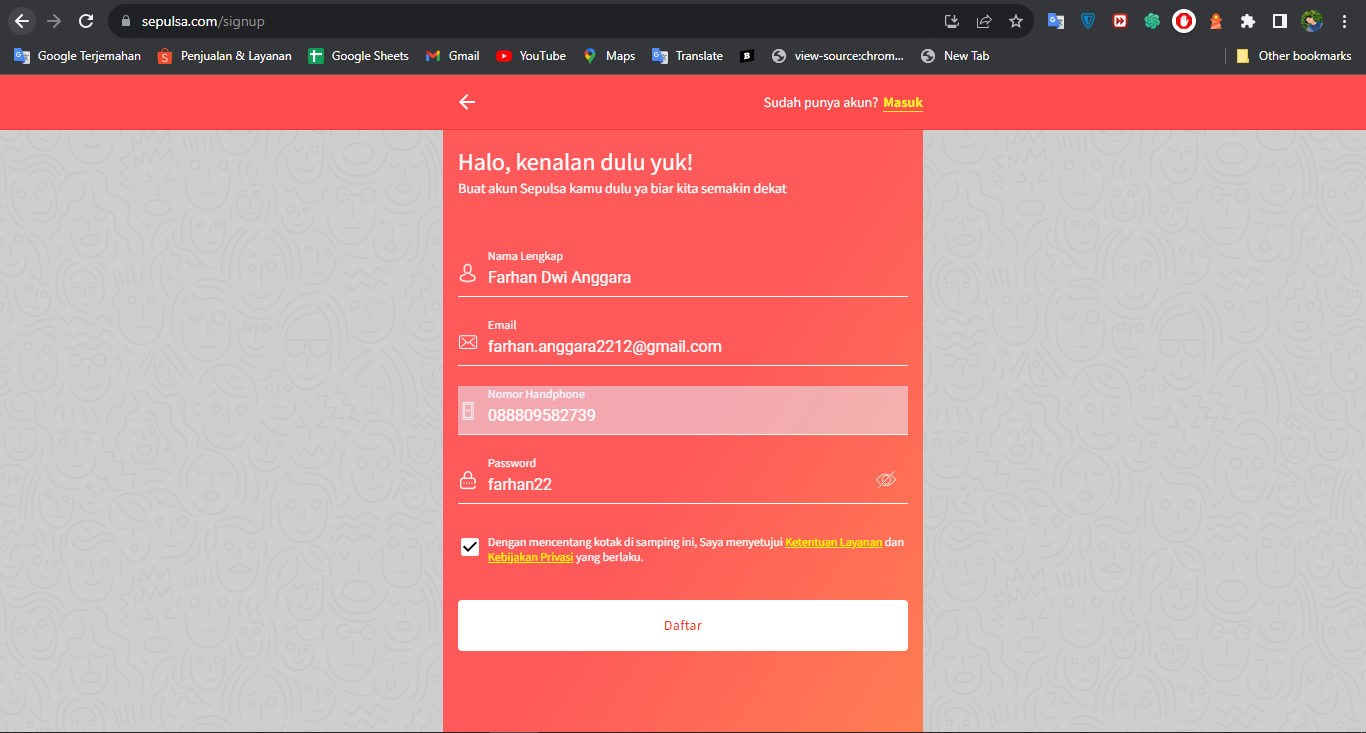 sepulsa.com/signup
Google Terjemahan Penjualan & Layanan Google Sheets Gmail YouTube Maps Translate view-source:chrom... New Tab Other bookmarks
Sudah punya akun? Masuk
Halo, kenalan dulu yuk!
Buat akun Sepulsa kamu dulu ya biar kita semakin dekat
Nama Lengkap
Farhan Dwi Anggara
Email
farhan.anggara2212@gmail.com
Nomor Handphone
088809582739
Password
farhan22
Dengan mencentang kotak di samping ini, Saya menyetujui Ketentuan Layanan dan
Kebijakan Privasi yang berlaku.
Daftar